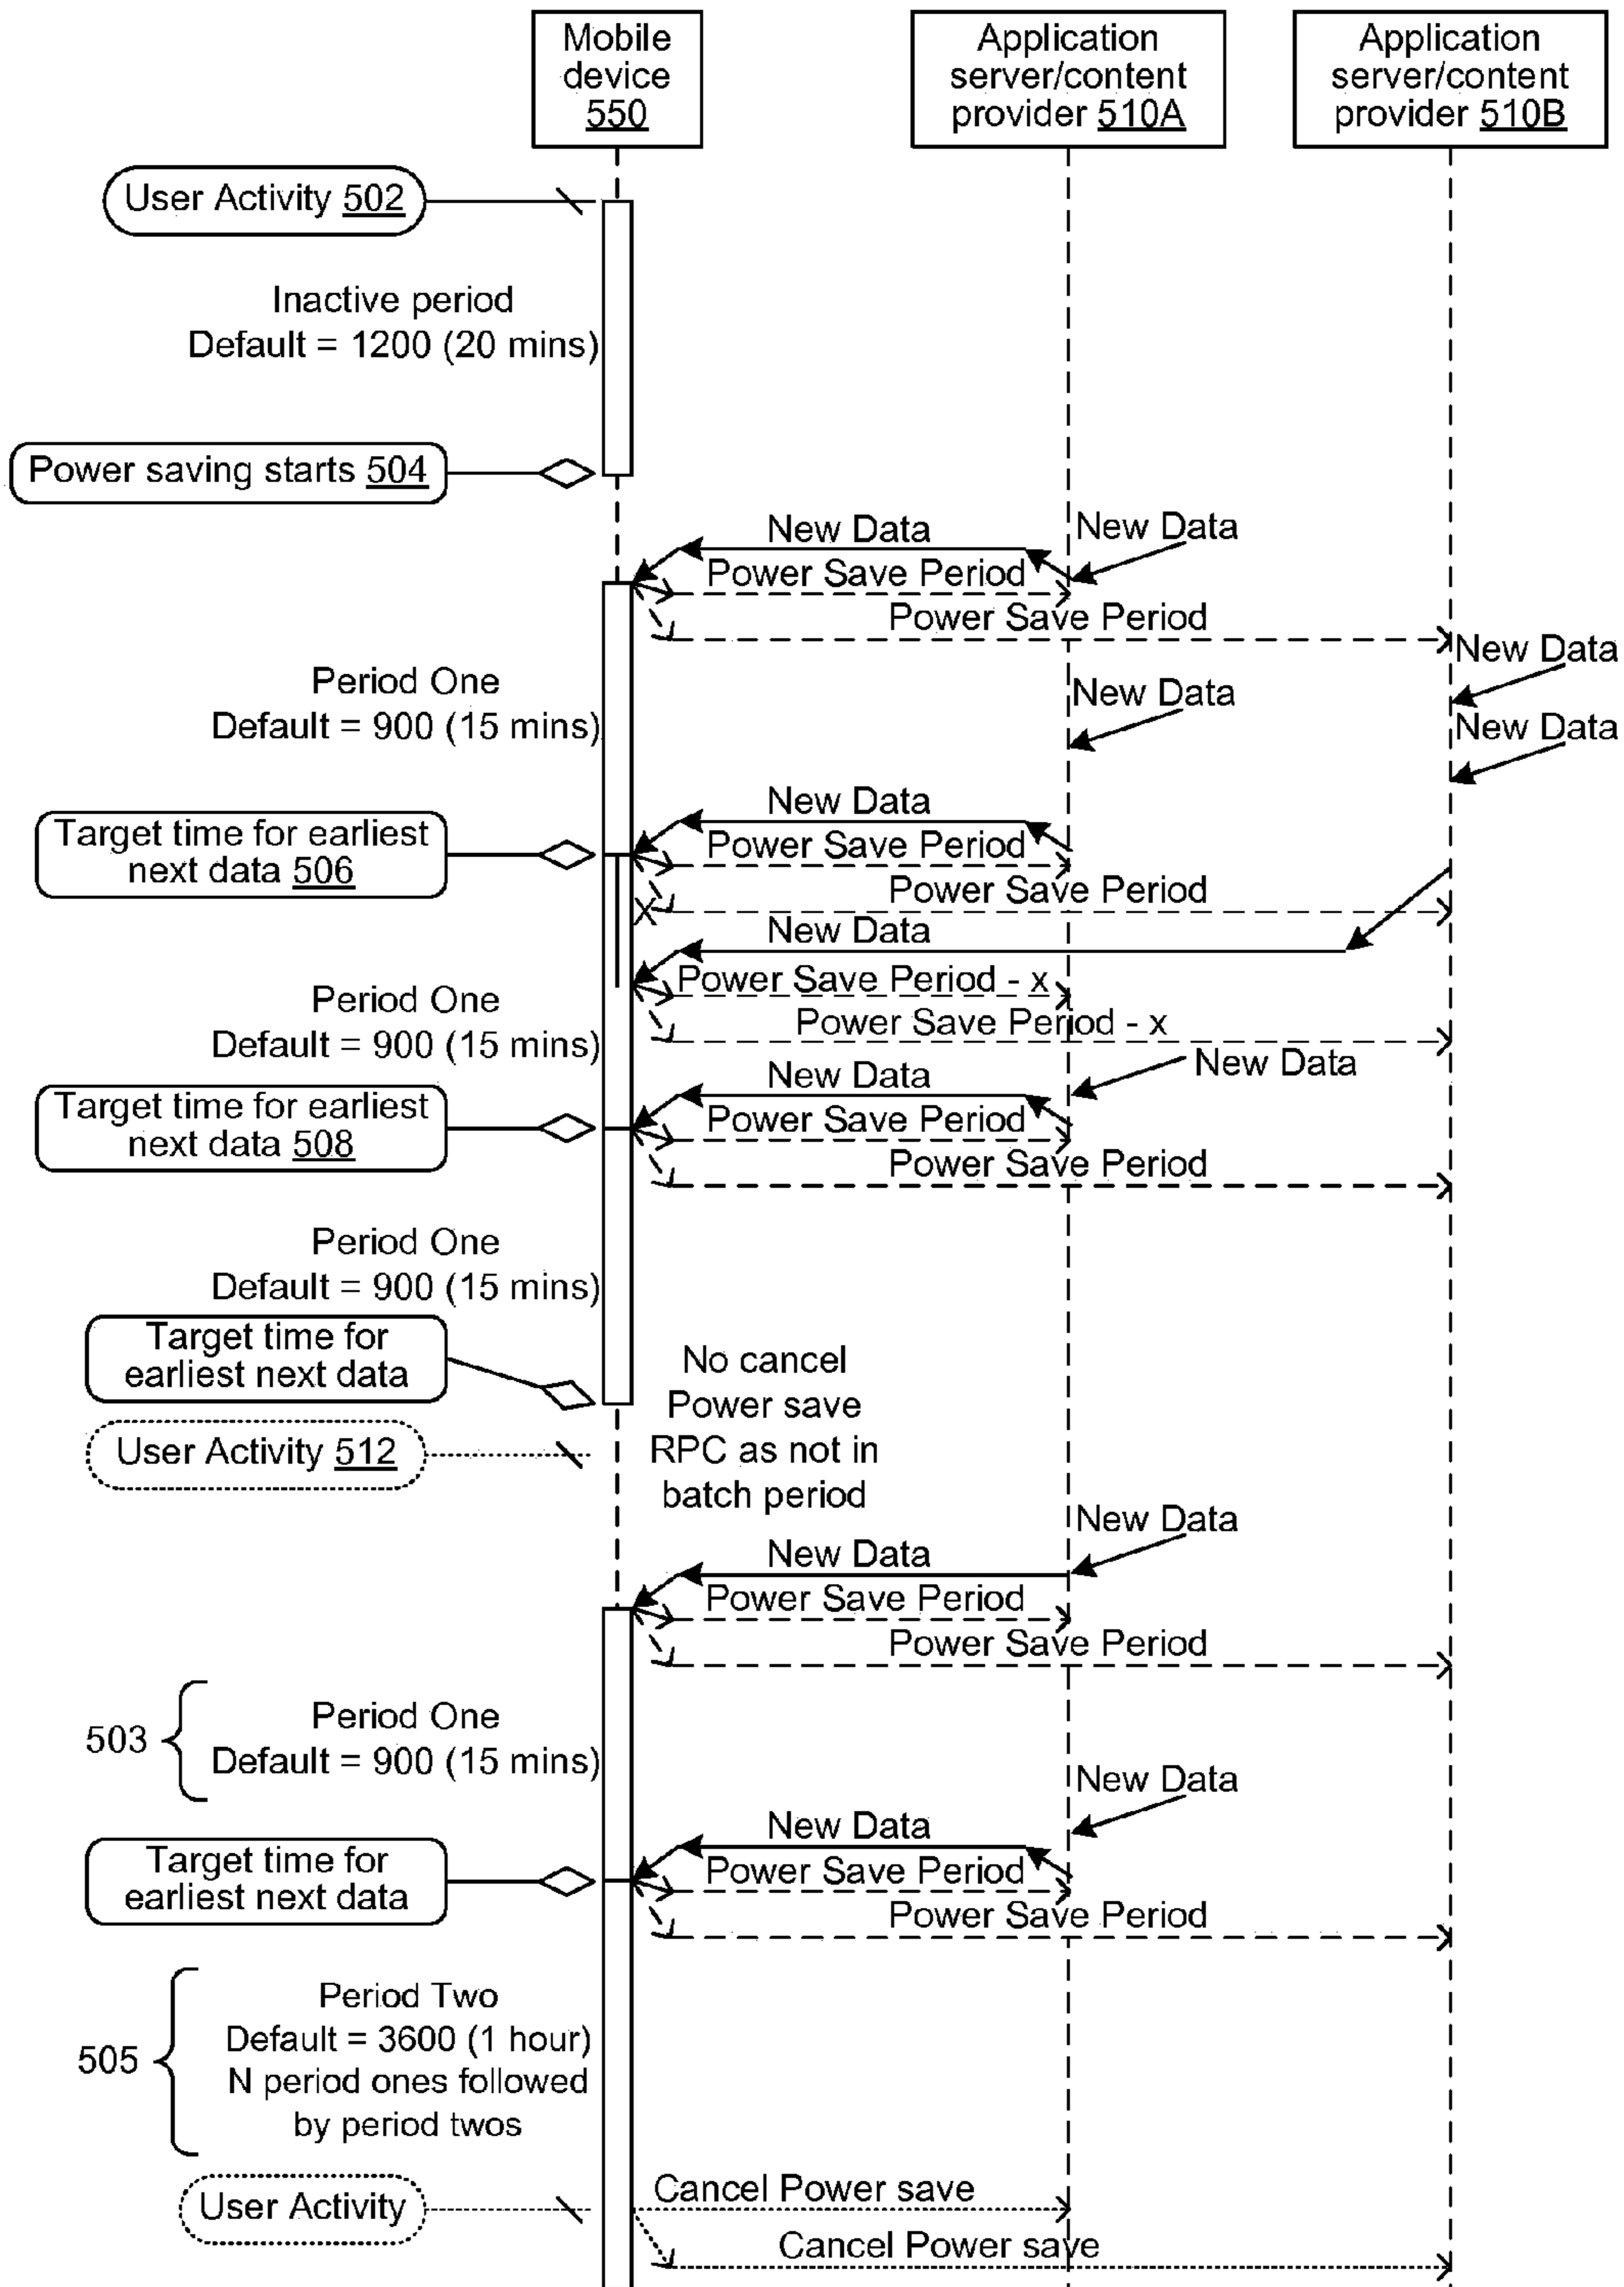 Mobile
device
550
Application
server/content
provider 510A
Application
server/content
provider 510B
User Activity 502
Inactive period
Default = 1200 (20 mins)
Power saving starts 504
New Data
New Data
Power Save Period
Power Save Period
New Data
Period One
Default = 900 (15 mins)
New Data
New Data
New Data
Target time for earliest
next data 506
Power Save Period
Power Save Period
X
New Data
Power Save Period - x
Period One
Default = 900 (15 mins)
Power Save Period - x
New Data
New Data
Target time for earliest
next data 508
Power Save Period
Power Save Period
Period One
Default = 900 (15 mins)
Target time for
earliest next data
No cancel
Power save
RPC as not in
batch period
User Activity 512
New Data
New Data
Power Save Period
Power Save Period
503
Period One
Default = 900 (15 mins)
New Data
New Data
Target time for
earliest next data
Power Save Period
Power Save Period
505
Period Two
Default = 3600 (1 hour)
N period ones followed
by period twos
User Activity
Cancel Power save
Cancel Power save